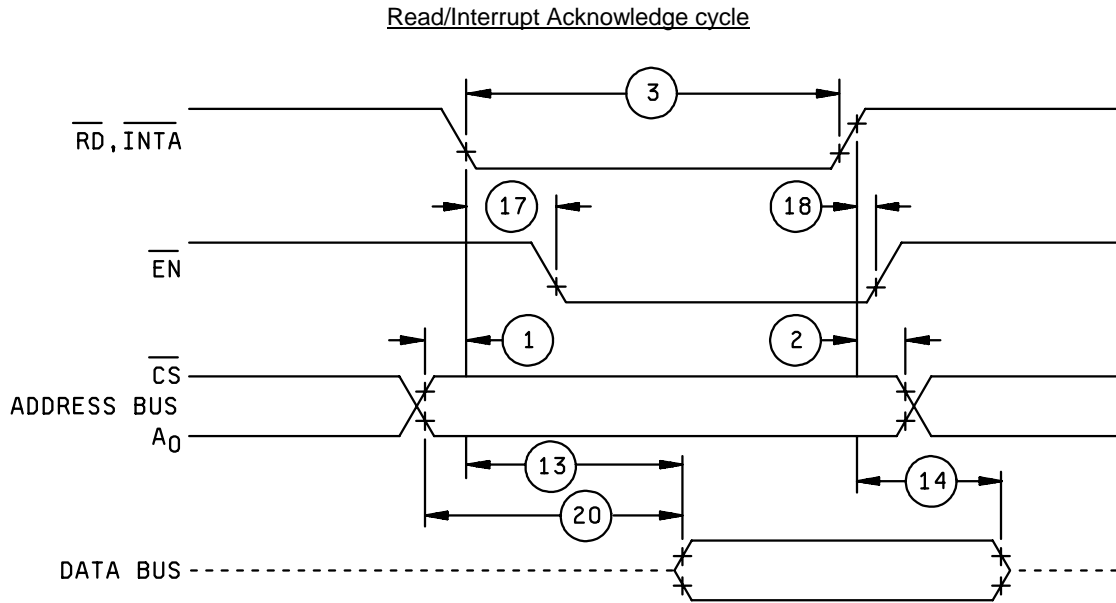 Read/Interrupt Acknowledge cycle
3
RD, INTA
17
18
EN
1
2
CS
ADDRESS BUS
A0
13
14
20
DATA BUS